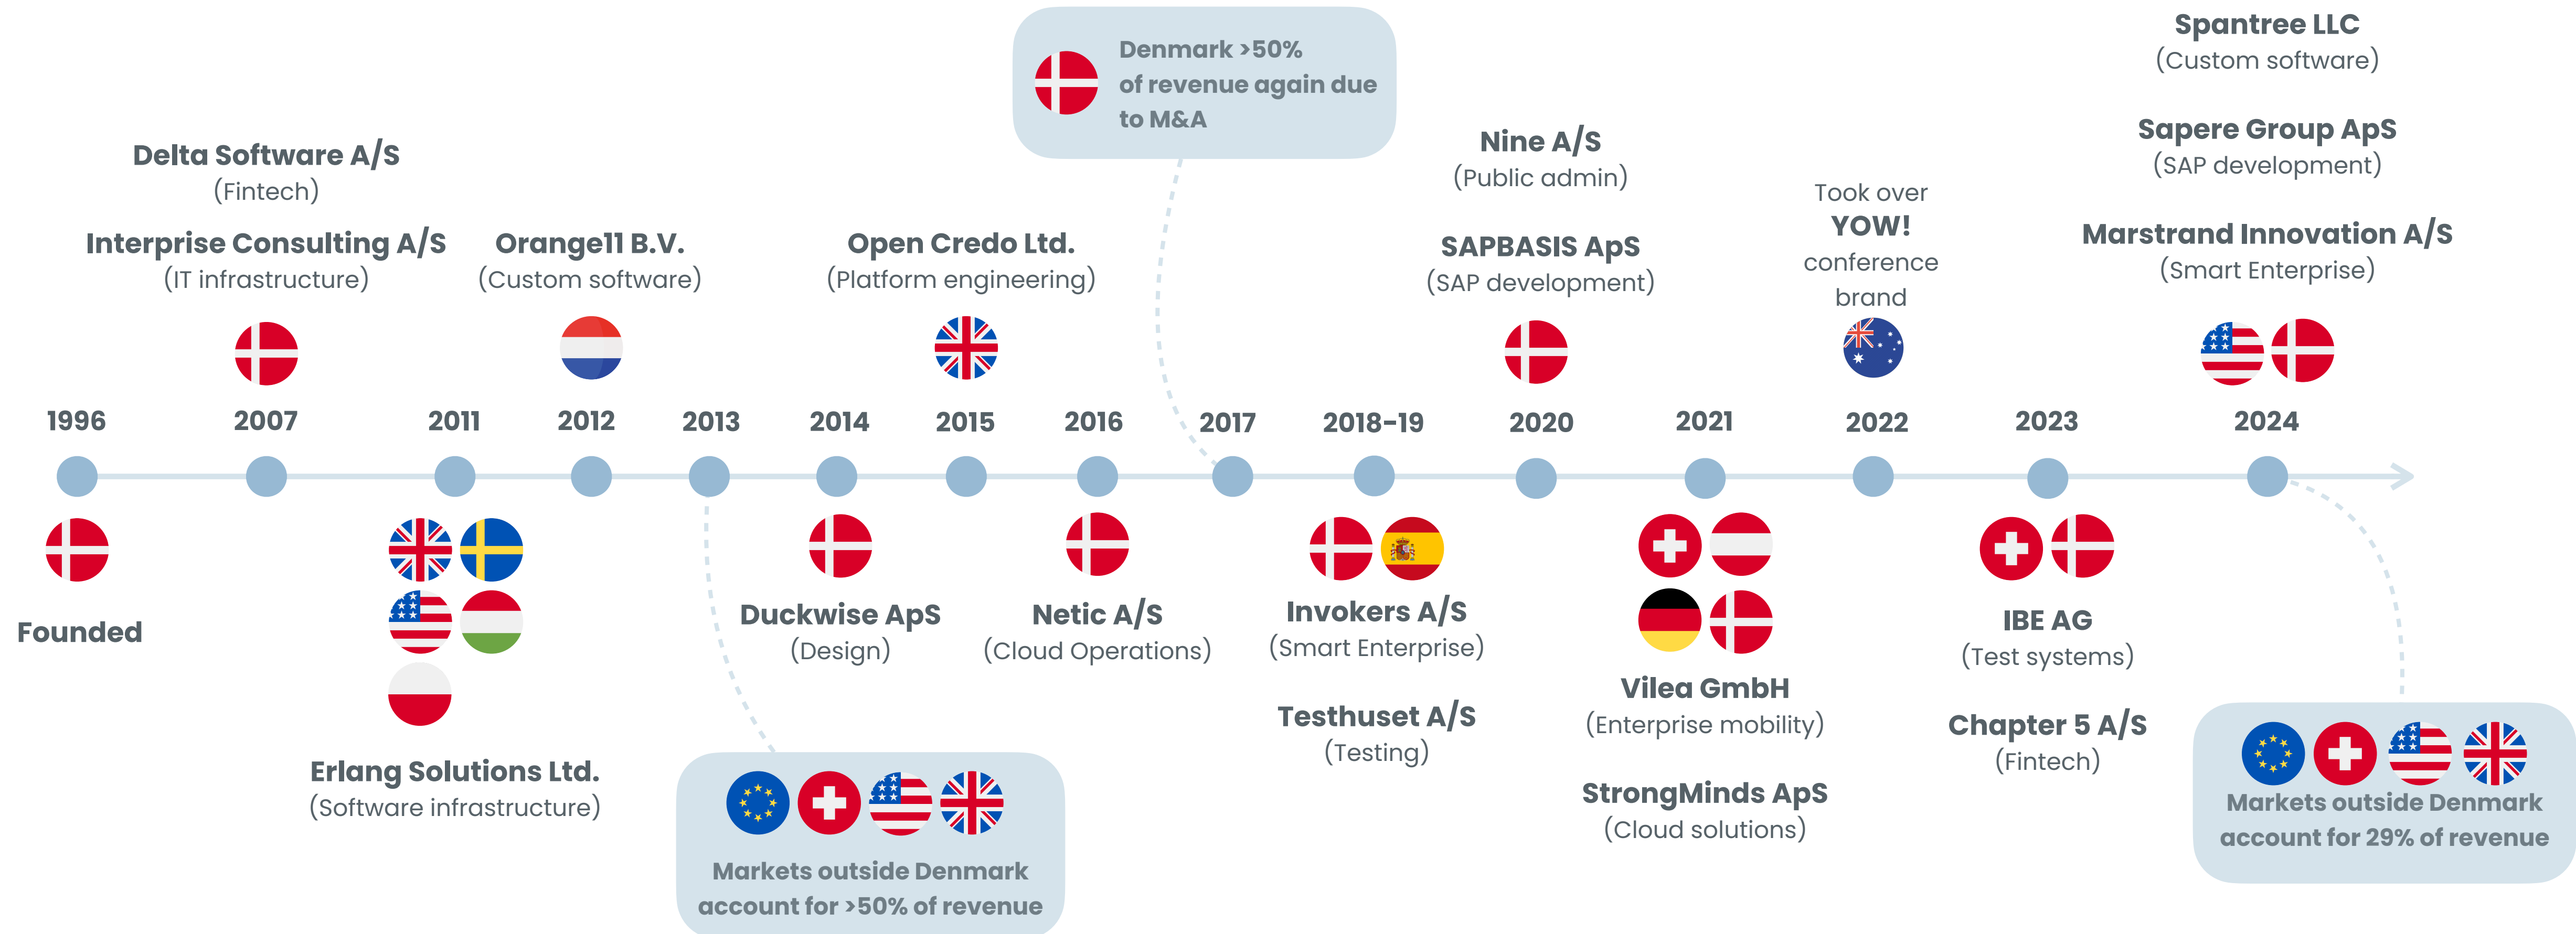 Spantree LLC
(Custom software)
Denmark >50%
of revenue again due
to M&A
Sapere Group ApS
(SAP development)
Nine A/S
(Public admin)
Delta Software A/S
(Fintech)
Took over
YOW!
conference
brand
Interprise Consulting A/S
(IT infrastructure)
Orange11 B.V.
(Custom software)
Open Credo Ltd.
(Platform engineering)
SAPBASIS ApS
(SAP development)
Marstrand Innovation A/S
(Smart Enterprise)
1996
2007
2011
2012
2013
2014
2015
2016
2017
2018-19
2020
2021
2022
2023
2024
Founded
Erlang Solutions Ltd.
(Software infrastructure)
Markets outside Denmark
account for >50% of revenue
Duckwise ApS
(Design)
Netic A/S
(Cloud Operations)
Invokers A/S
(Smart Enterprise)
Testhuset A/S
(Testing)
Vilea GmbH
(Enterprise mobility)
StrongMinds ApS
(Cloud solutions)
IBE AG
(Test systems)
Chapter 5 A/S
(Fintech)
Markets outside Denmark
account for 29% of revenue